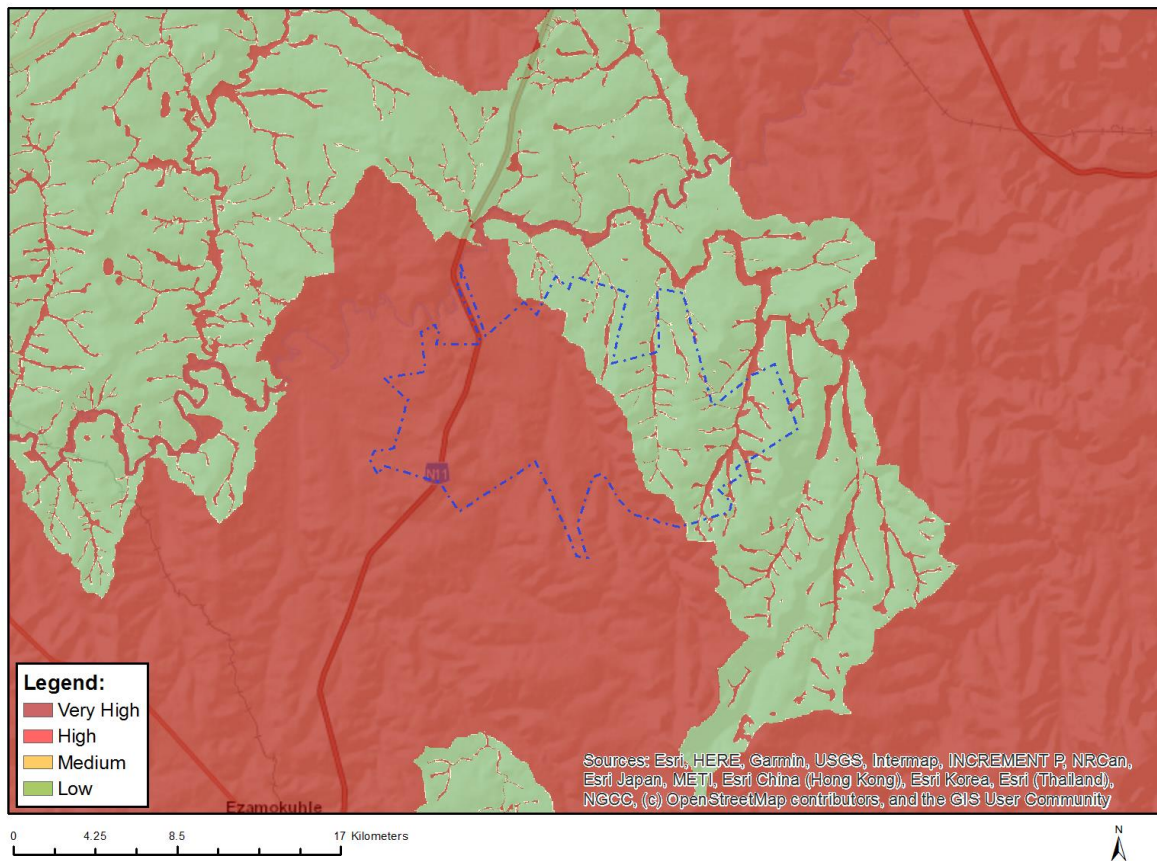 N11
Legend:
Very High
High
Medium
Low
Ezamokuhle
Sources: Esri, HERE, Garmin, USGS, Intermap, INCREMENT P, NRCan,
Esri Japan, METI, Esri China (Hong Kong), Esri Korea, Esri (Thailand),
NGCC, (c) OpenStreetMap contributors, and the GIS User Community
0 4.25 8.5 17 Kilometers
N